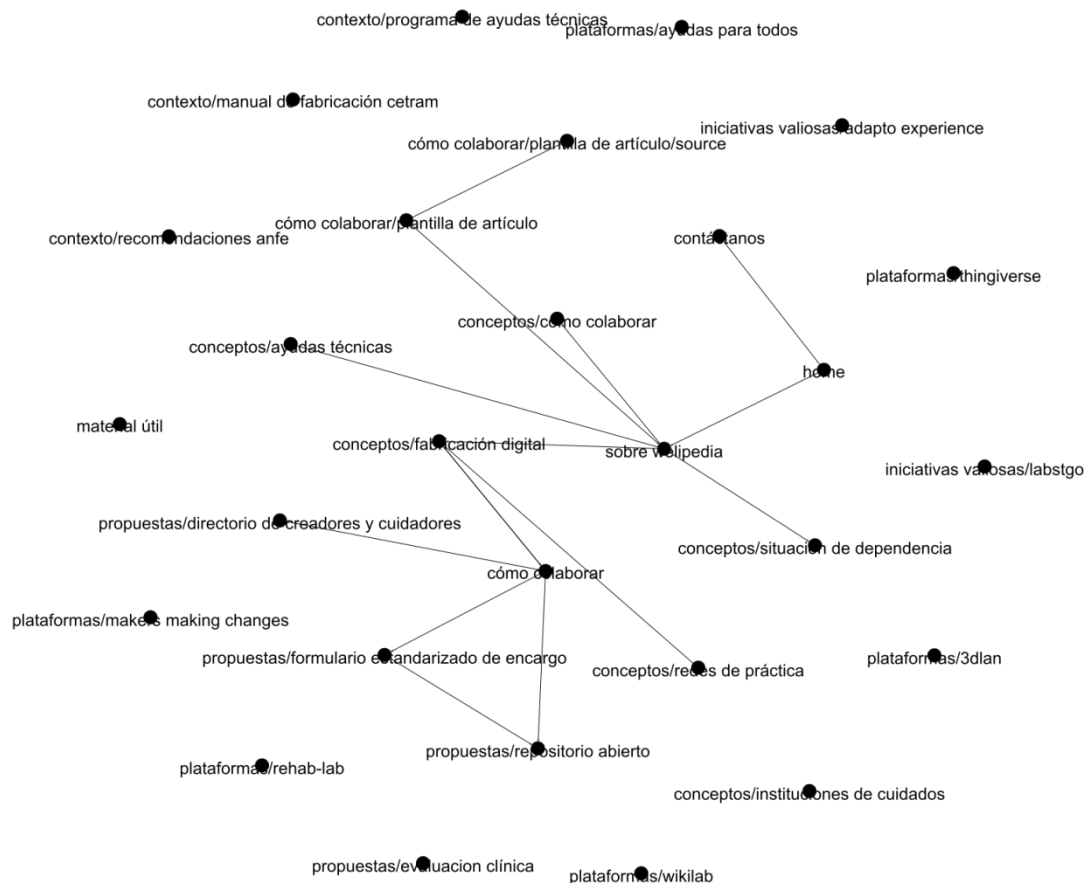 contexto/programa de ayudas técnicas
plataformas/ayudas para todos
contexto/manual de fabricación cetram
iniciativas valiosas/adapto experience
cómo colaborar/plantilla de artículo/source
cómo colaborar/plantilla de artículo
contexto/recomendaciones anfe
contáctanos
plataformas/thingiverse
conceptos/cómo colaborar
conceptos/ayudas técnicas
home
material útil
conceptos/fabricación digital
sobre welipedia
iniciativas valiosas/labstgo
propuestas/directorio de creadores y cuidadores
conceptos/situación de dependencia
cómo colaborar
plataformas/makers making changes
propuestas/formulario estandarizado de encargo
conceptos/redes de práctica
plataformas/3dlan
propuestas/repositorio abierto
plataformas/rehab-lab
conceptos/instituciones de cuidados
propuestas/evaluacion clínica
plataformas/wikilab